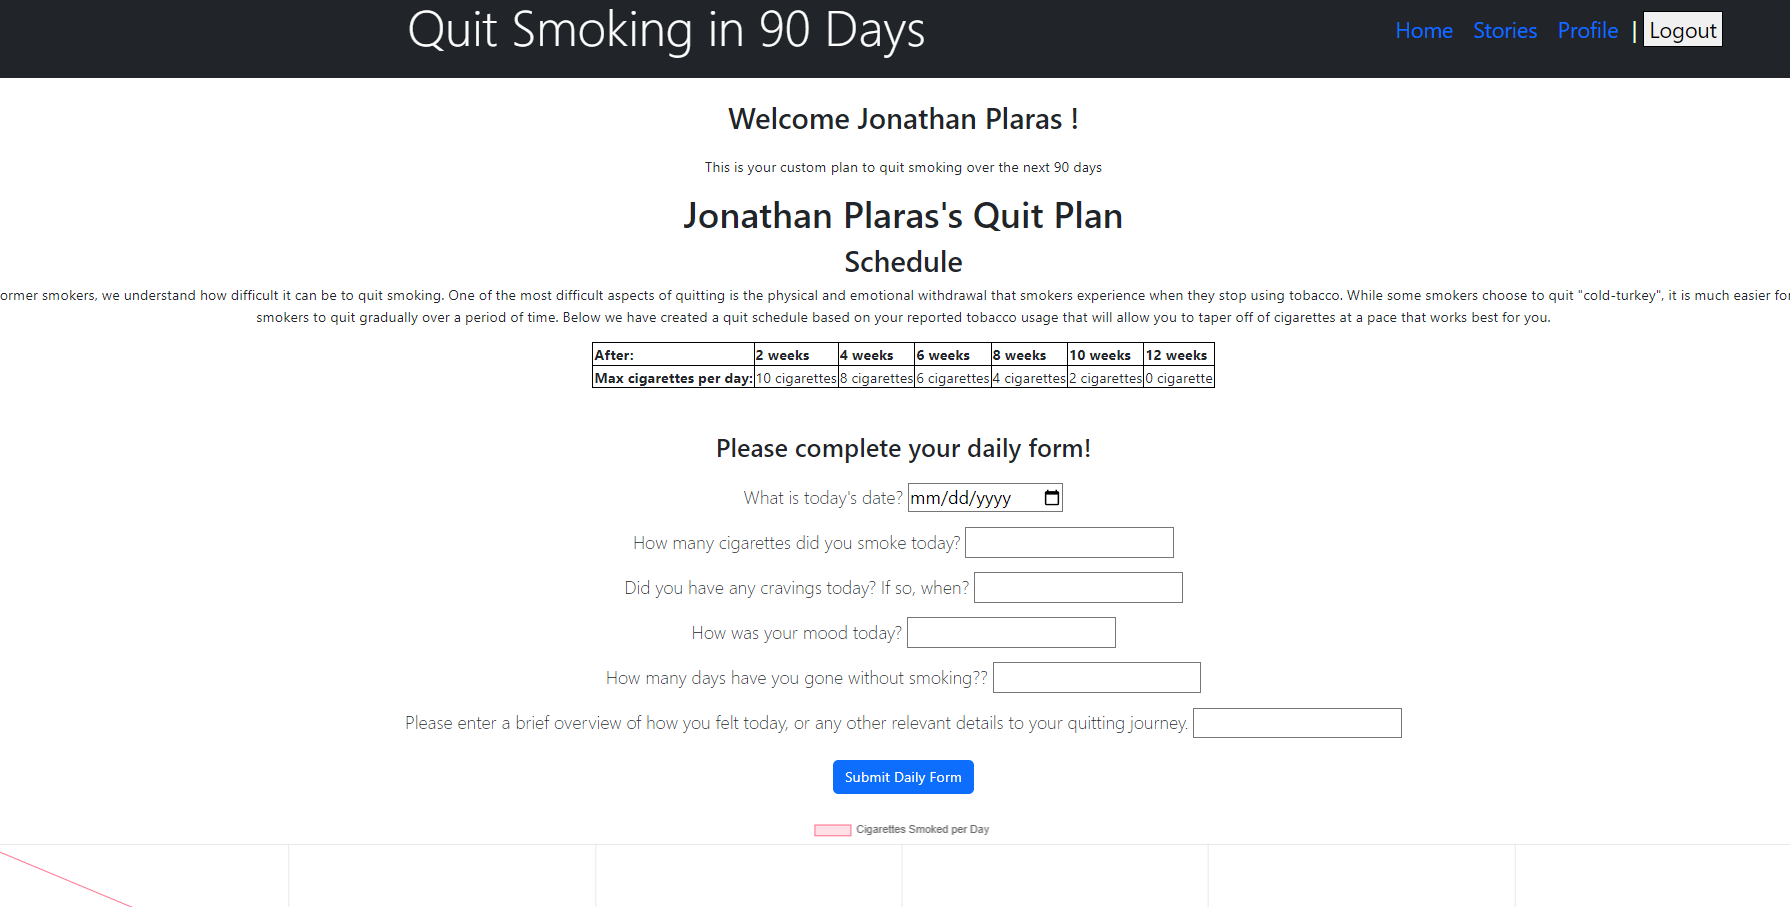 Quit Smoking in 90 Days
Home Stories Profile | Logout
Welcome Jonathan Plaras !
This is your custom plan to quit smoking over the next 90 days
Jonathan Plaras's Quit Plan
Schedule
ormer smokers, we understand how difficult it can be to quit smoking. One of the most difficult aspects of quitting is the physical and emotional withdrawal that smokers experience when they stop using tobacco. While some smokers choose to quit "cold-turkey", it is much easier for
smokers to quit gradually over a period of time. Below we have created a quit schedule based on your reported tobacco usage that will allow you to taper off of cigarettes at a pace that works best for you.
After: 2 weeks 4 weeks 6 weeks 8 weeks 10 weeks 12 weeks
Max cigarettes per day: 10 cigarettes 8 cigarettes 6 cigarettes 4 cigarettes 2 cigarettes 0 cigarette
Please complete your daily form!
What is today's date? mm/dd/yyyy
How many cigarettes did you smoke today?
Did you have any cravings today? If so, when?
How was your mood today?
How many days have you gone without smoking??
Please enter a brief overview of how you felt today, or any other relevant details to your quitting journey.
Submit Daily Form
Cigarettes Smoked per Day